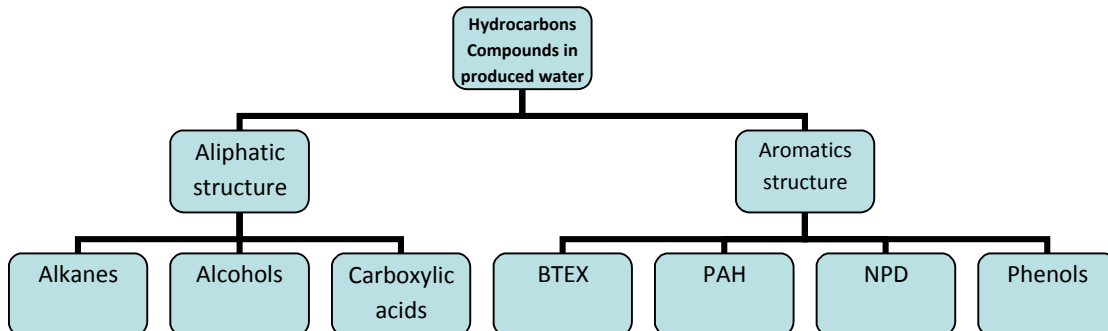 Hydrocarbons
Compounds in
produced water
Aliphatic
structure
Aromatics
structure
Alkanes
Alcohols
Carboxylic
acids
BTEX
PAH
NPD
Phenols